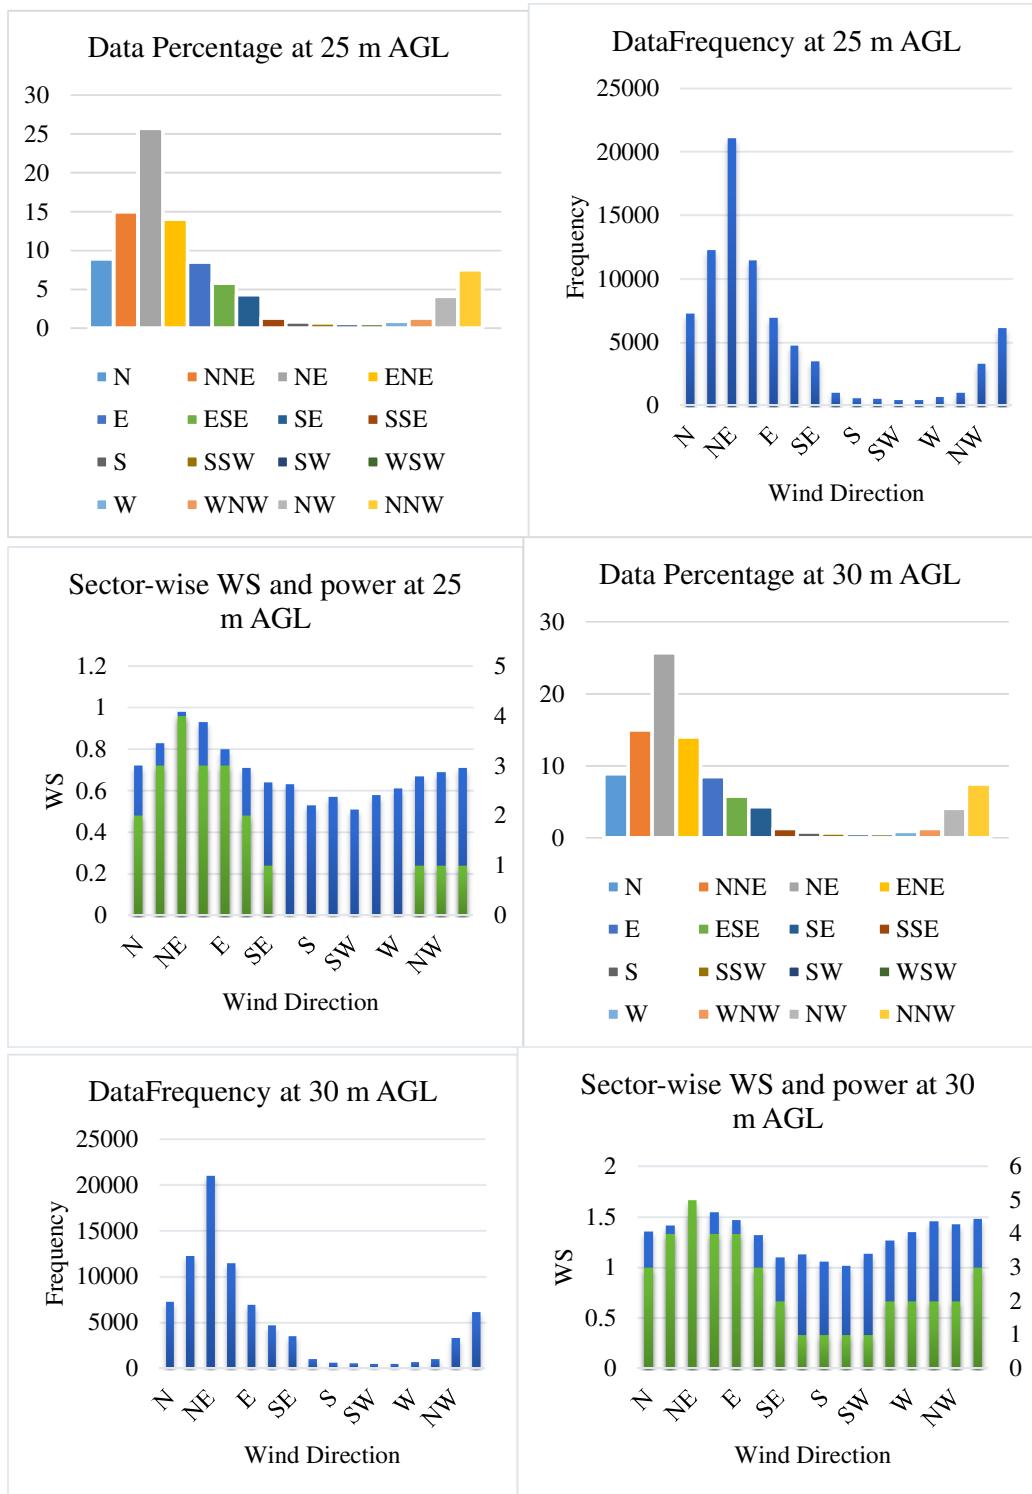 Data Percentage at 25 m AGL
30
25
20
15
10
5
0
N NNE NE ENE
E ESE SE SSE
S SSW SW WSW
W WNW NW NNW
DataFrequency at 25 m AGL
25000
20000
15000
10000
5000
0
Frequency
N NE E SE S SW W NW
Wind Direction
Sector-wise WS and power at 25
m AGL
1.2 5
1 4
0.8 3
0.6 2
0.4 1
0.2 0
0
WS
N NE E SE S SW W NW
Wind Direction
Data Percentage at 30 m AGL
30
20
10
0
N NNE NE ENE
E ESE SE SSE
S SSW SW WSW
W WNW NW NNW
DataFrequency at 30 m AGL
25000
20000
15000
10000
5000
0
Frequency
N NE E SE S SW W NW
Wind Direction
Sector-wise WS and power at 30
m AGL
2 6
1.5 5
1 4
0.5 3
0 2
1
0
WS
N NE E SE S SW W NW
Wind Direction